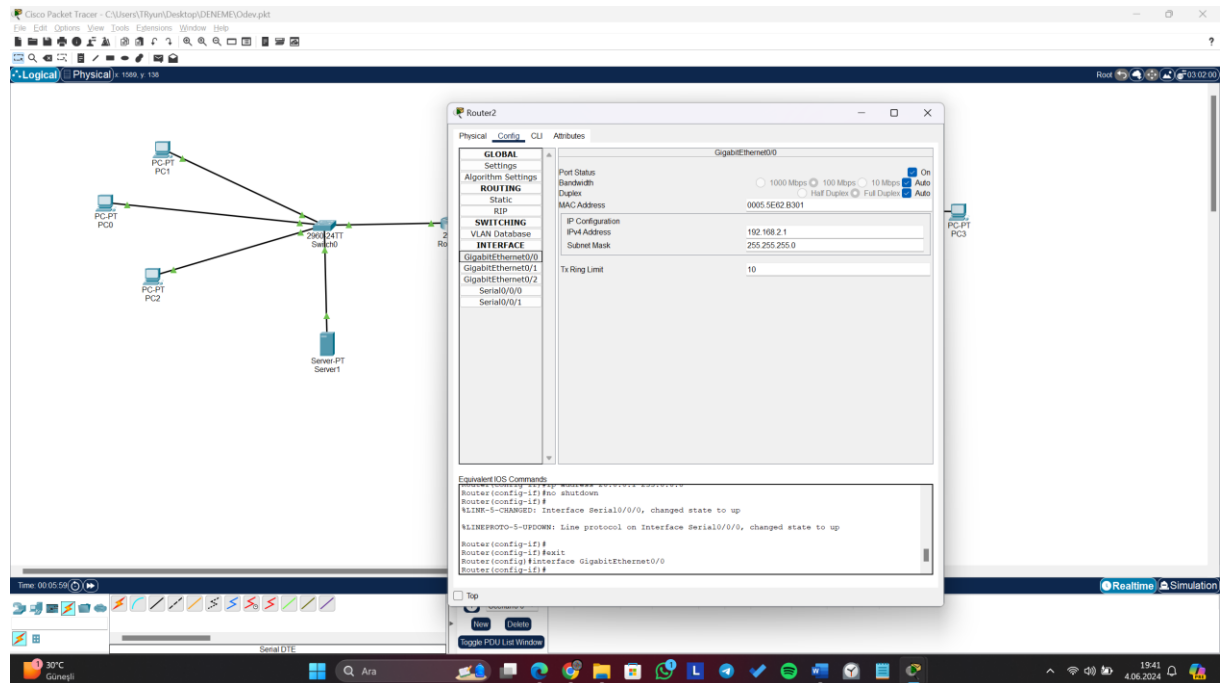 Cisco Packet Tracer - C:\Users\TRyun\Desktop\DENEME\Odev.pkt
File Edit Options View Tools Extensions Window Help
?
Logical Physical x: 1589, y: 138
Root
03:02:00
PC-PT
PC1
PC-PT
PC0
PC-PT
PC2
2960-24TT
Switch0
Server-PT
Server1
2
Ro
PC-PT
PC3
Router2
Physical Config CLI Attributes
GLOBAL
Settings
Algorithm Settings
ROUTING
Static
RIP
SWITCHING
VLAN Database
INTERFACE
GigabitEthernet0/0
GigabitEthernet0/1
GigabitEthernet0/2
Serial0/0/0
Serial0/0/1
GigabitEthernet0/0
Port Status On
Bandwidth 1000 Mbps 100 Mbps 10 Mbps Auto
Duplex Half Duplex Full Duplex Auto
MAC Address 0005.5E62.B301
IP Configuration
IPv4 Address 192.168.2.1
Subnet Mask 255.255.255.0
Tx Ring Limit 10
Equivalent IOS Commands
Router(config-if)#no shutdown
Router(config-if)#
%LINK-5-CHANGED: Interface Serial0/0/0, changed state to up
%LINEPROTO-5-UPDOWN: Line protocol on Interface Serial0/0/0, changed state to up
Router(config-if)#
Router(config-if)#exit
Router(config)#interface GigabitEthernet0/0
Router(config-if)#
Top
Time: 00:05:59
Realtime Simulation
New Delete
Toggle PDU List Window
Serial DTE
1
30°C
Güneşli
Ara
19:41
4.06.2024